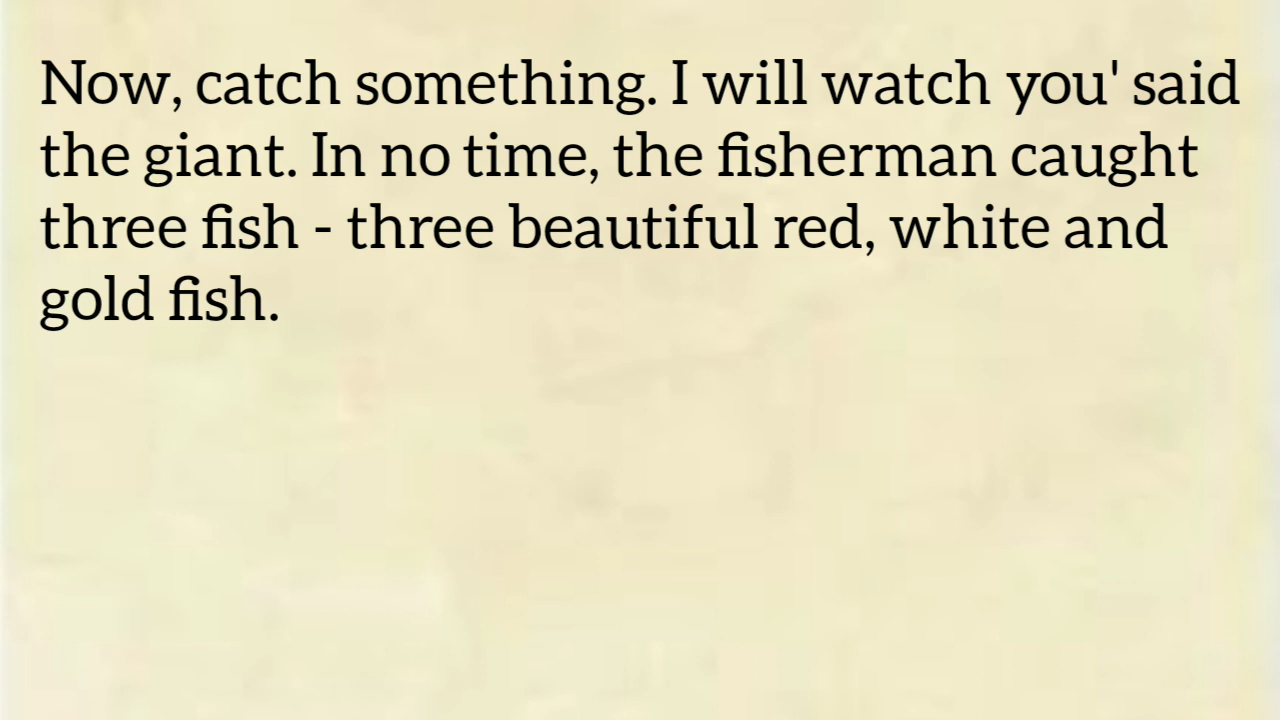 Now, catch something. I will watch you' said
the giant. In no time, the fisherman caught
three fish - three beautiful red, white and
gold fish.